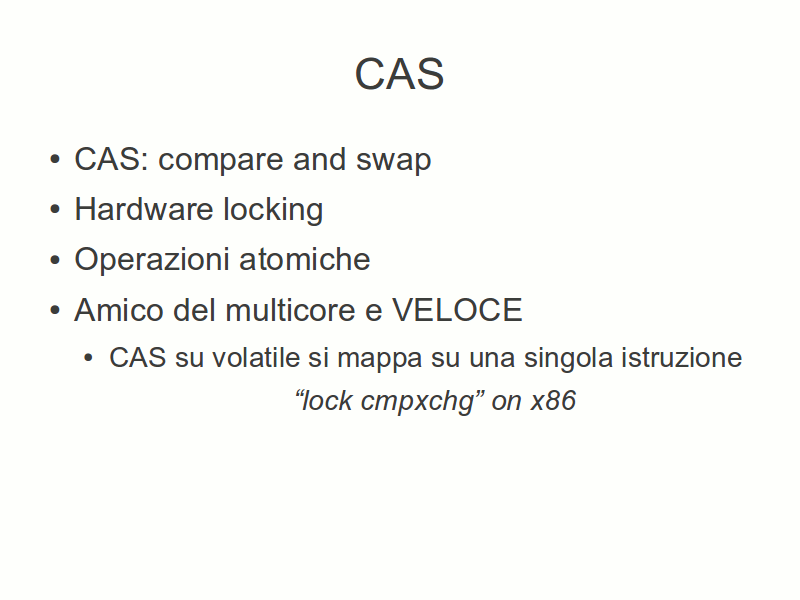 CAS
• CAS: compare and swap
• Hardware locking
• Operazioni atomiche
• Amico del multicore e VELOCE
• CAS su volatile si mappa su una singola istruzione
“lock cmpxchg” on x86